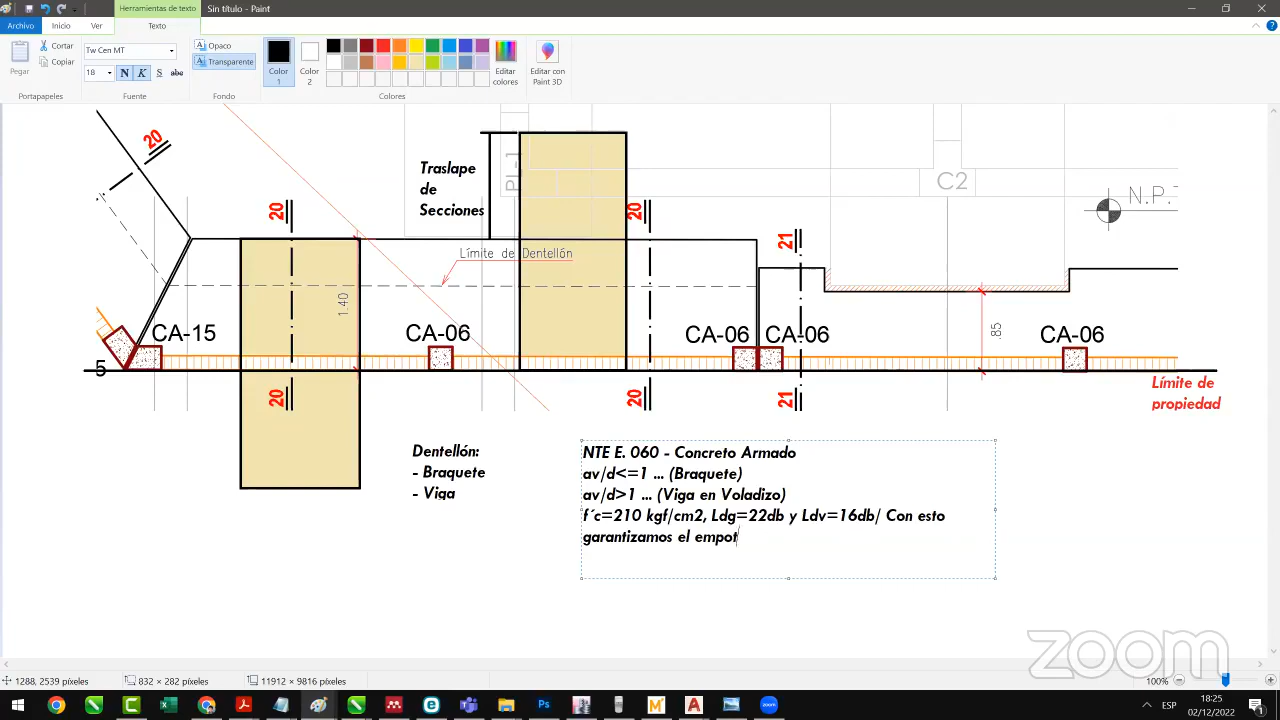 Herramientas de texto
Sin título - Paint
Archivo
Inicio
Ver
Texto
Pegar
Cortar
Copiar
Portapapeles
Tw Cen MT
18
N K S abc
Fuente
Opaco
Transparente
Fondo
Color 1
Color 2
Editar colores
Editar con Paint 3D
Colores
20
Traslape
de
Secciones
PL-1
C2
N.P.
20
20
21
Límite de Dentellón
1.40
.85
CA-15
CA-06
CA-06
CA-06
CA-06
5
20
20
21
Límite de
propiedad
Dentellón:
- Braquete
- Viga
NTE E. 060 - Concreto Armado
av/d<=1 ... (Braquete)
av/d>1 ... (Viga en Voladizo)
f´c=210 kgf/cm2, Ldg=22db y Ldv=16db/ Con esto
garantizamos el empot
zoom
1288, 2539 píxeles
832 × 282 píxeles
11912 × 9816 píxeles
100%
ESP
18:25
02/12/2022
1